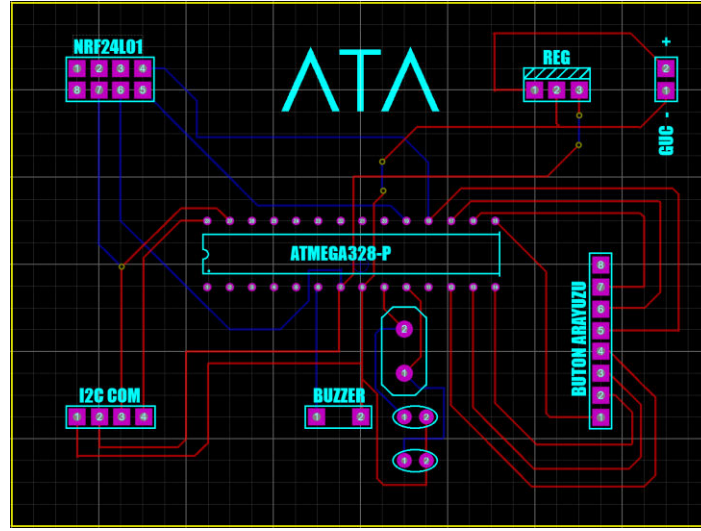 NRF24L01
1 2 3 4
8 7 6 5
ATA
REG
1 2 3
+
2
1
GUC -
ATMEGA328-P
BUTON ARAYUZU
8
7
6
5
4
3
2
1
2
1
I2C COM
1 2 3 4
BUZZER
1 2
1 2
1 2